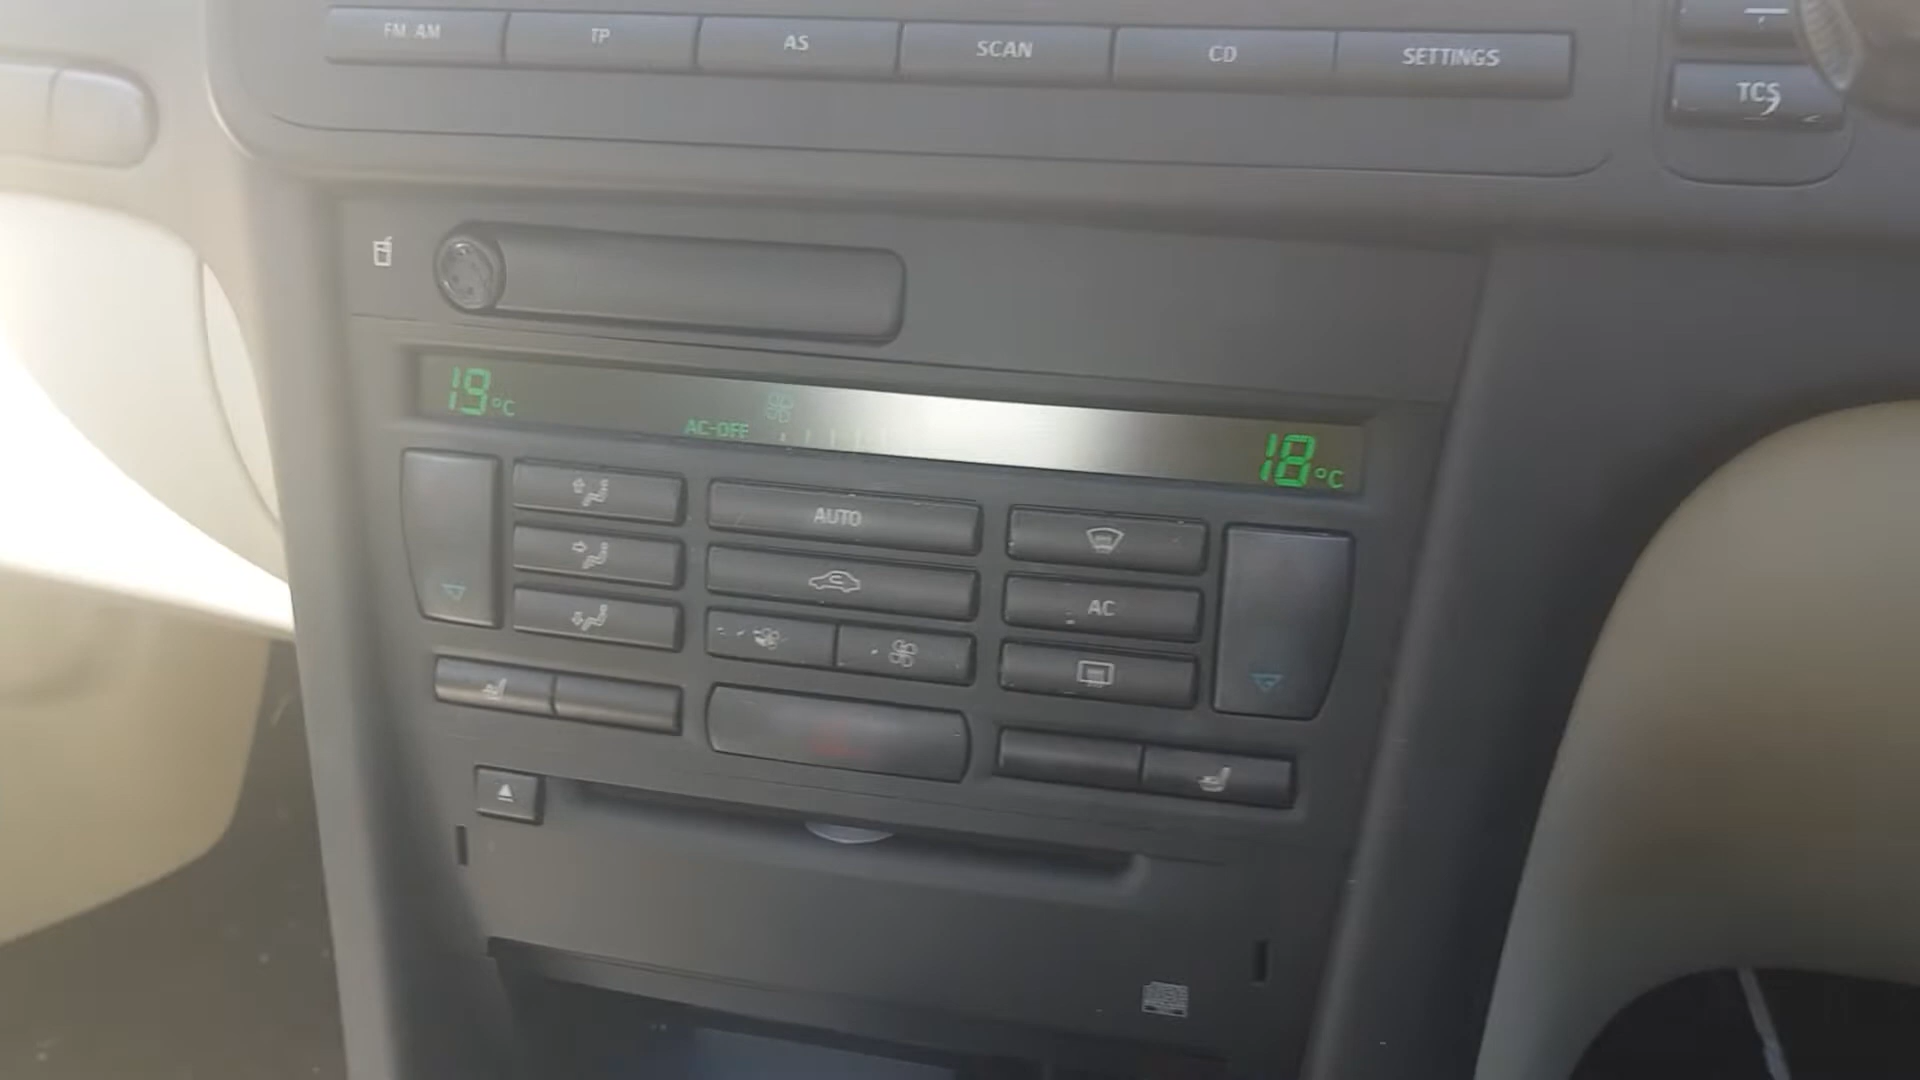 FM AM TP AS SCAN CD SETTINGS
TCS
19°C
AC-OFF
18°C
AUTO
AC